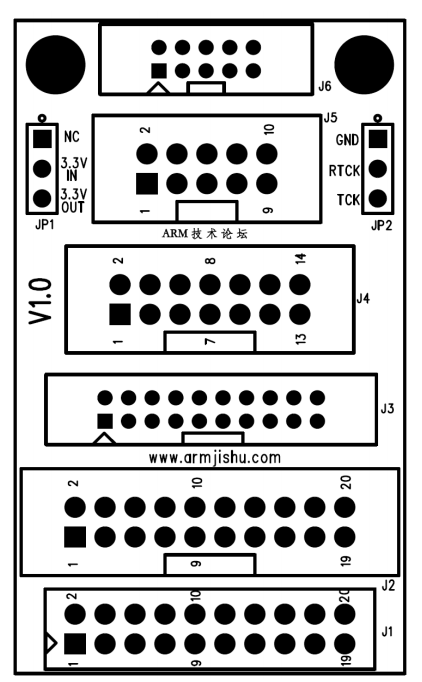 J6
J5
2 10
NC
3.3V
IN
3.3V
OUT
JP1
GND
RTCK
TCK
JP2
1 9
ARM技术论坛
V1.0
2 8 14
J4
1 7 13
J3
www.armjishu.com
2 10 20
1 9 19
J2
2 10 20
J1
1 9 19